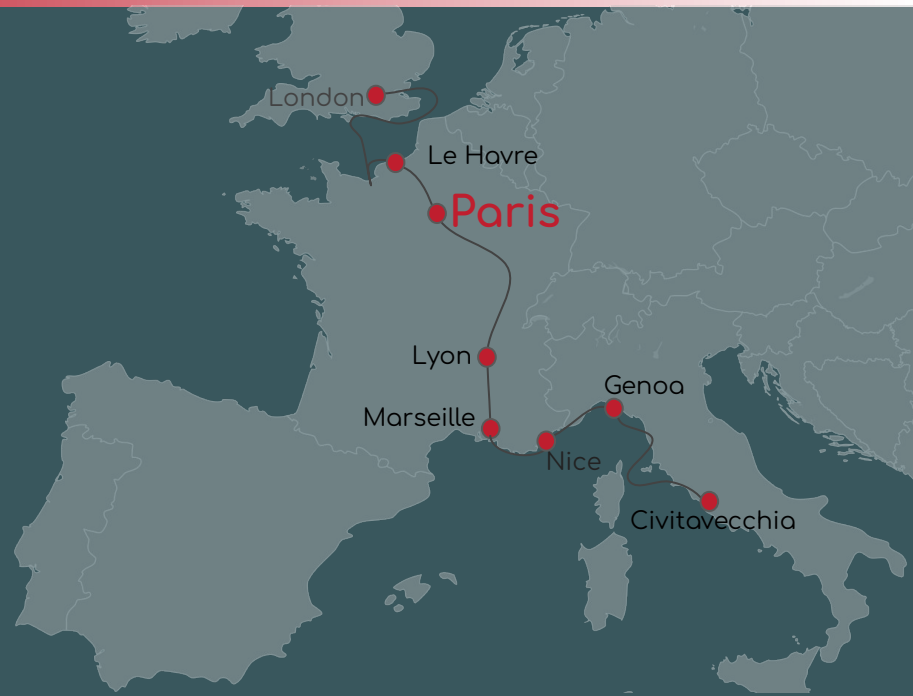 London
Le Havre
Paris
Lyon
Genoa
Marseille
Nice
Civitavecchia